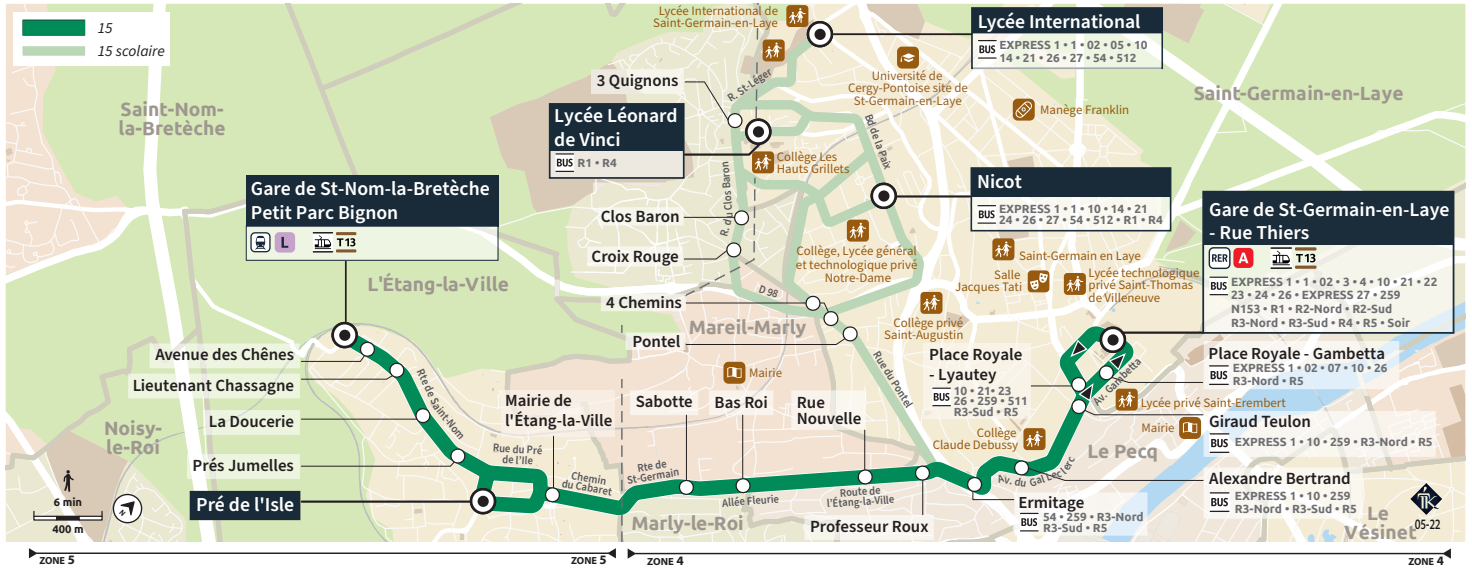 15
15 scolaire
Saint-Nom-
la-Bretèche
Lycée International de
Saint-Germain-en-Laye
Lycée International
BUS EXPRESS 1 • 1 • 02 • 05 • 10
14 • 21 • 26 • 27 • 54 • 512
Université de
Cergy-Pontoise site de
St-Germain-en-Laye
Manège Franklin
Saint-Germain-en-Laye
3 Quignons
R. St-Léger
Bd de la Paix
Lycée Léonard
de Vinci
BUS R1 • R4
Collège Les
Hauts Grillets
Nicot
BUS EXPRESS 1 • 1 • 10 • 14 • 21
24 • 26 • 27 • 54 • 512 • R1 • R4
Gare de St-Nom-la-Bretèche
Petit Parc Bignon
L T13
Clos Baron
R. du Clos Baron
Croix Rouge
Collège, Lycée général
et technologique privé
Notre-Dame
Saint-Germain en Laye
Salle
Jacques Tati
Lycée technologique
privé Saint-Thomas
de Villeneuve
Gare de St-Germain-en-Laye
- Rue Thiers
RER A T13
BUS EXPRESS 1 • 1 • 02 • 3 • 4 • 10 • 21 • 22
23 • 24 • 26 • EXPRESS 27 • 259
N153 • R1 • R2-Nord • R2-Sud
R3-Nord • R3-Sud • R4 • R5 • Soir
L'Étang-la-Ville
4 Chemins
D 98
Mareil-Marly
Pontel
Collège privé
Saint-Augustin
Mairie
Rue du Pontel
Avenue des Chênes
Lieutenant Chassagne
La Doucerie
Prés Jumelles
Pré de l'Isle
Noisy-
le-Roi
Rte de Saint-Nom
Rue du Pré
de l'Ile
Mairie de
l'Étang-la-Ville
Chemin
du Cabaret
Sabotte
Bas Roi
Rue
Nouvelle
Rte de
St-Germain
Allée Fleurie
Route de
l'Étang-la-Ville
Marly-le-Roi
Professeur Roux
Place Royale
- Lyautey
BUS 10 • 21 • 23
26 • 259 • 511
R3-Sud • R5
Av. Gambetta
Place Royale - Gambetta
BUS EXPRESS 1 • 02 • 07 • 10 • 26
R3-Nord • R5
Lycée privé Saint-Erembert
Mairie
Giraud Teulon
BUS EXPRESS 1 • 10 • 259 • R3-Nord • R5
Collège
Claude Debussy
Le Pecq
Av. du Gal Leclerc
Alexandre Bertrand
BUS EXPRESS 1 • 10 • 259
R3-Nord • R3-Sud • R5
Ermitage
BUS 54 • 259 • R3-Nord
R3-Sud • R5
Le
Vésinet
05-22
6 min
400 m
ZONE 5
ZONE 5
ZONE 4
ZONE 4